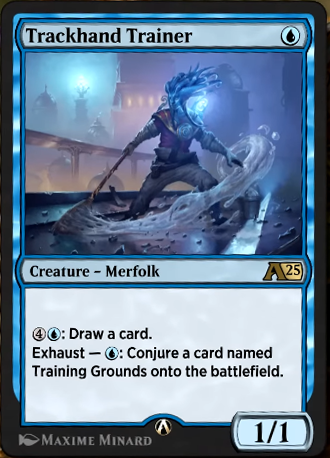 Trackhand Trainer
Creature – Merfolk
A25
4: Draw a card.
Exhaust — : Conjure a card named
Training Grounds onto the battlefield.
1/1
Maxime Minard